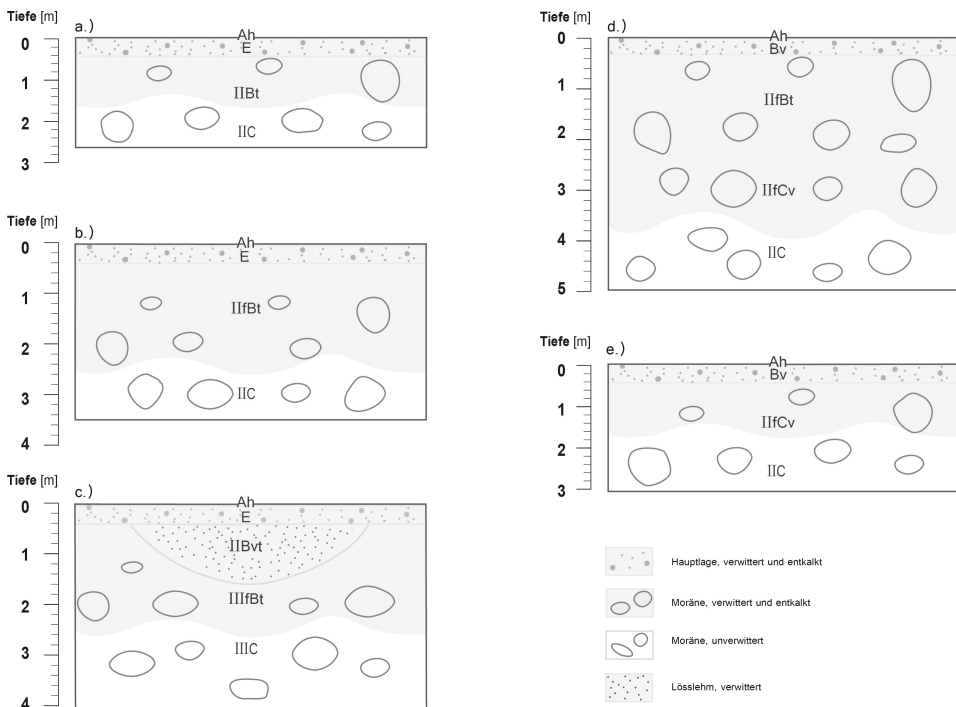 Tiefe [m]
a.)
0
1
2
3
Ah
E
IIBt
IIC
Tiefe [m]
b.)
0
1
2
3
4
Ah
E
IIfBt
IIC
Tiefe [m]
c.)
0
1
2
3
4
Ah
E
IIBvt
IIIfBt
IIIC
Tiefe [m]
d.)
0
1
2
3
4
5
Ah
Bv
IIfBt
IIfCv
IIC
Tiefe [m]
e.)
0
1
2
3
Ah
Bv
IIfCv
IIC
Hauptlage, verwittert und entkalkt
Moräne, verwittert und entkalkt
Moräne, unverwittert
Lösslehm, verwittert